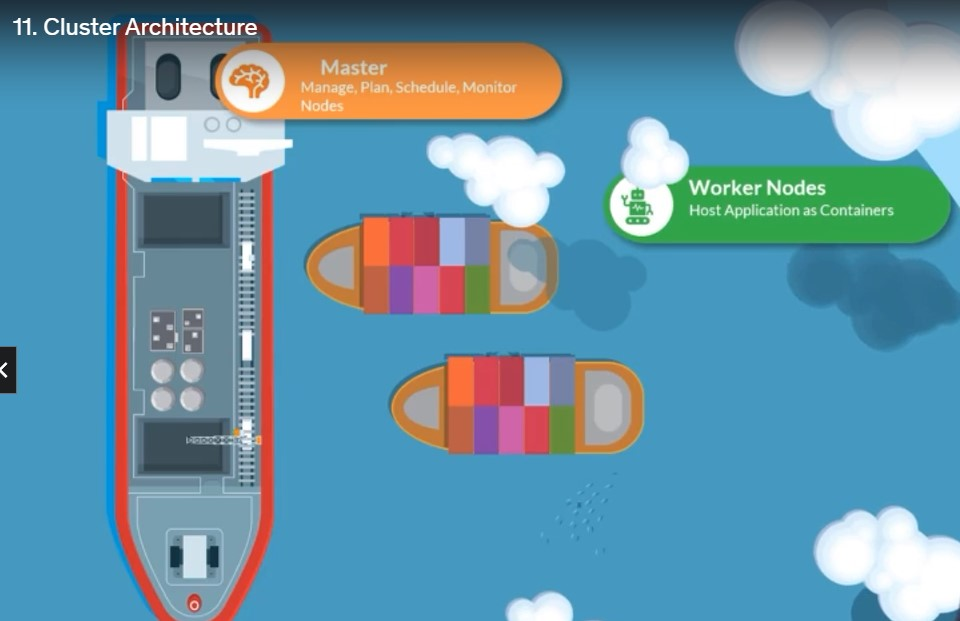 11. Cluster Architecture
Master
Manage, Plan, Schedule, Monitor
Nodes
Worker Nodes
Host Application as Containers